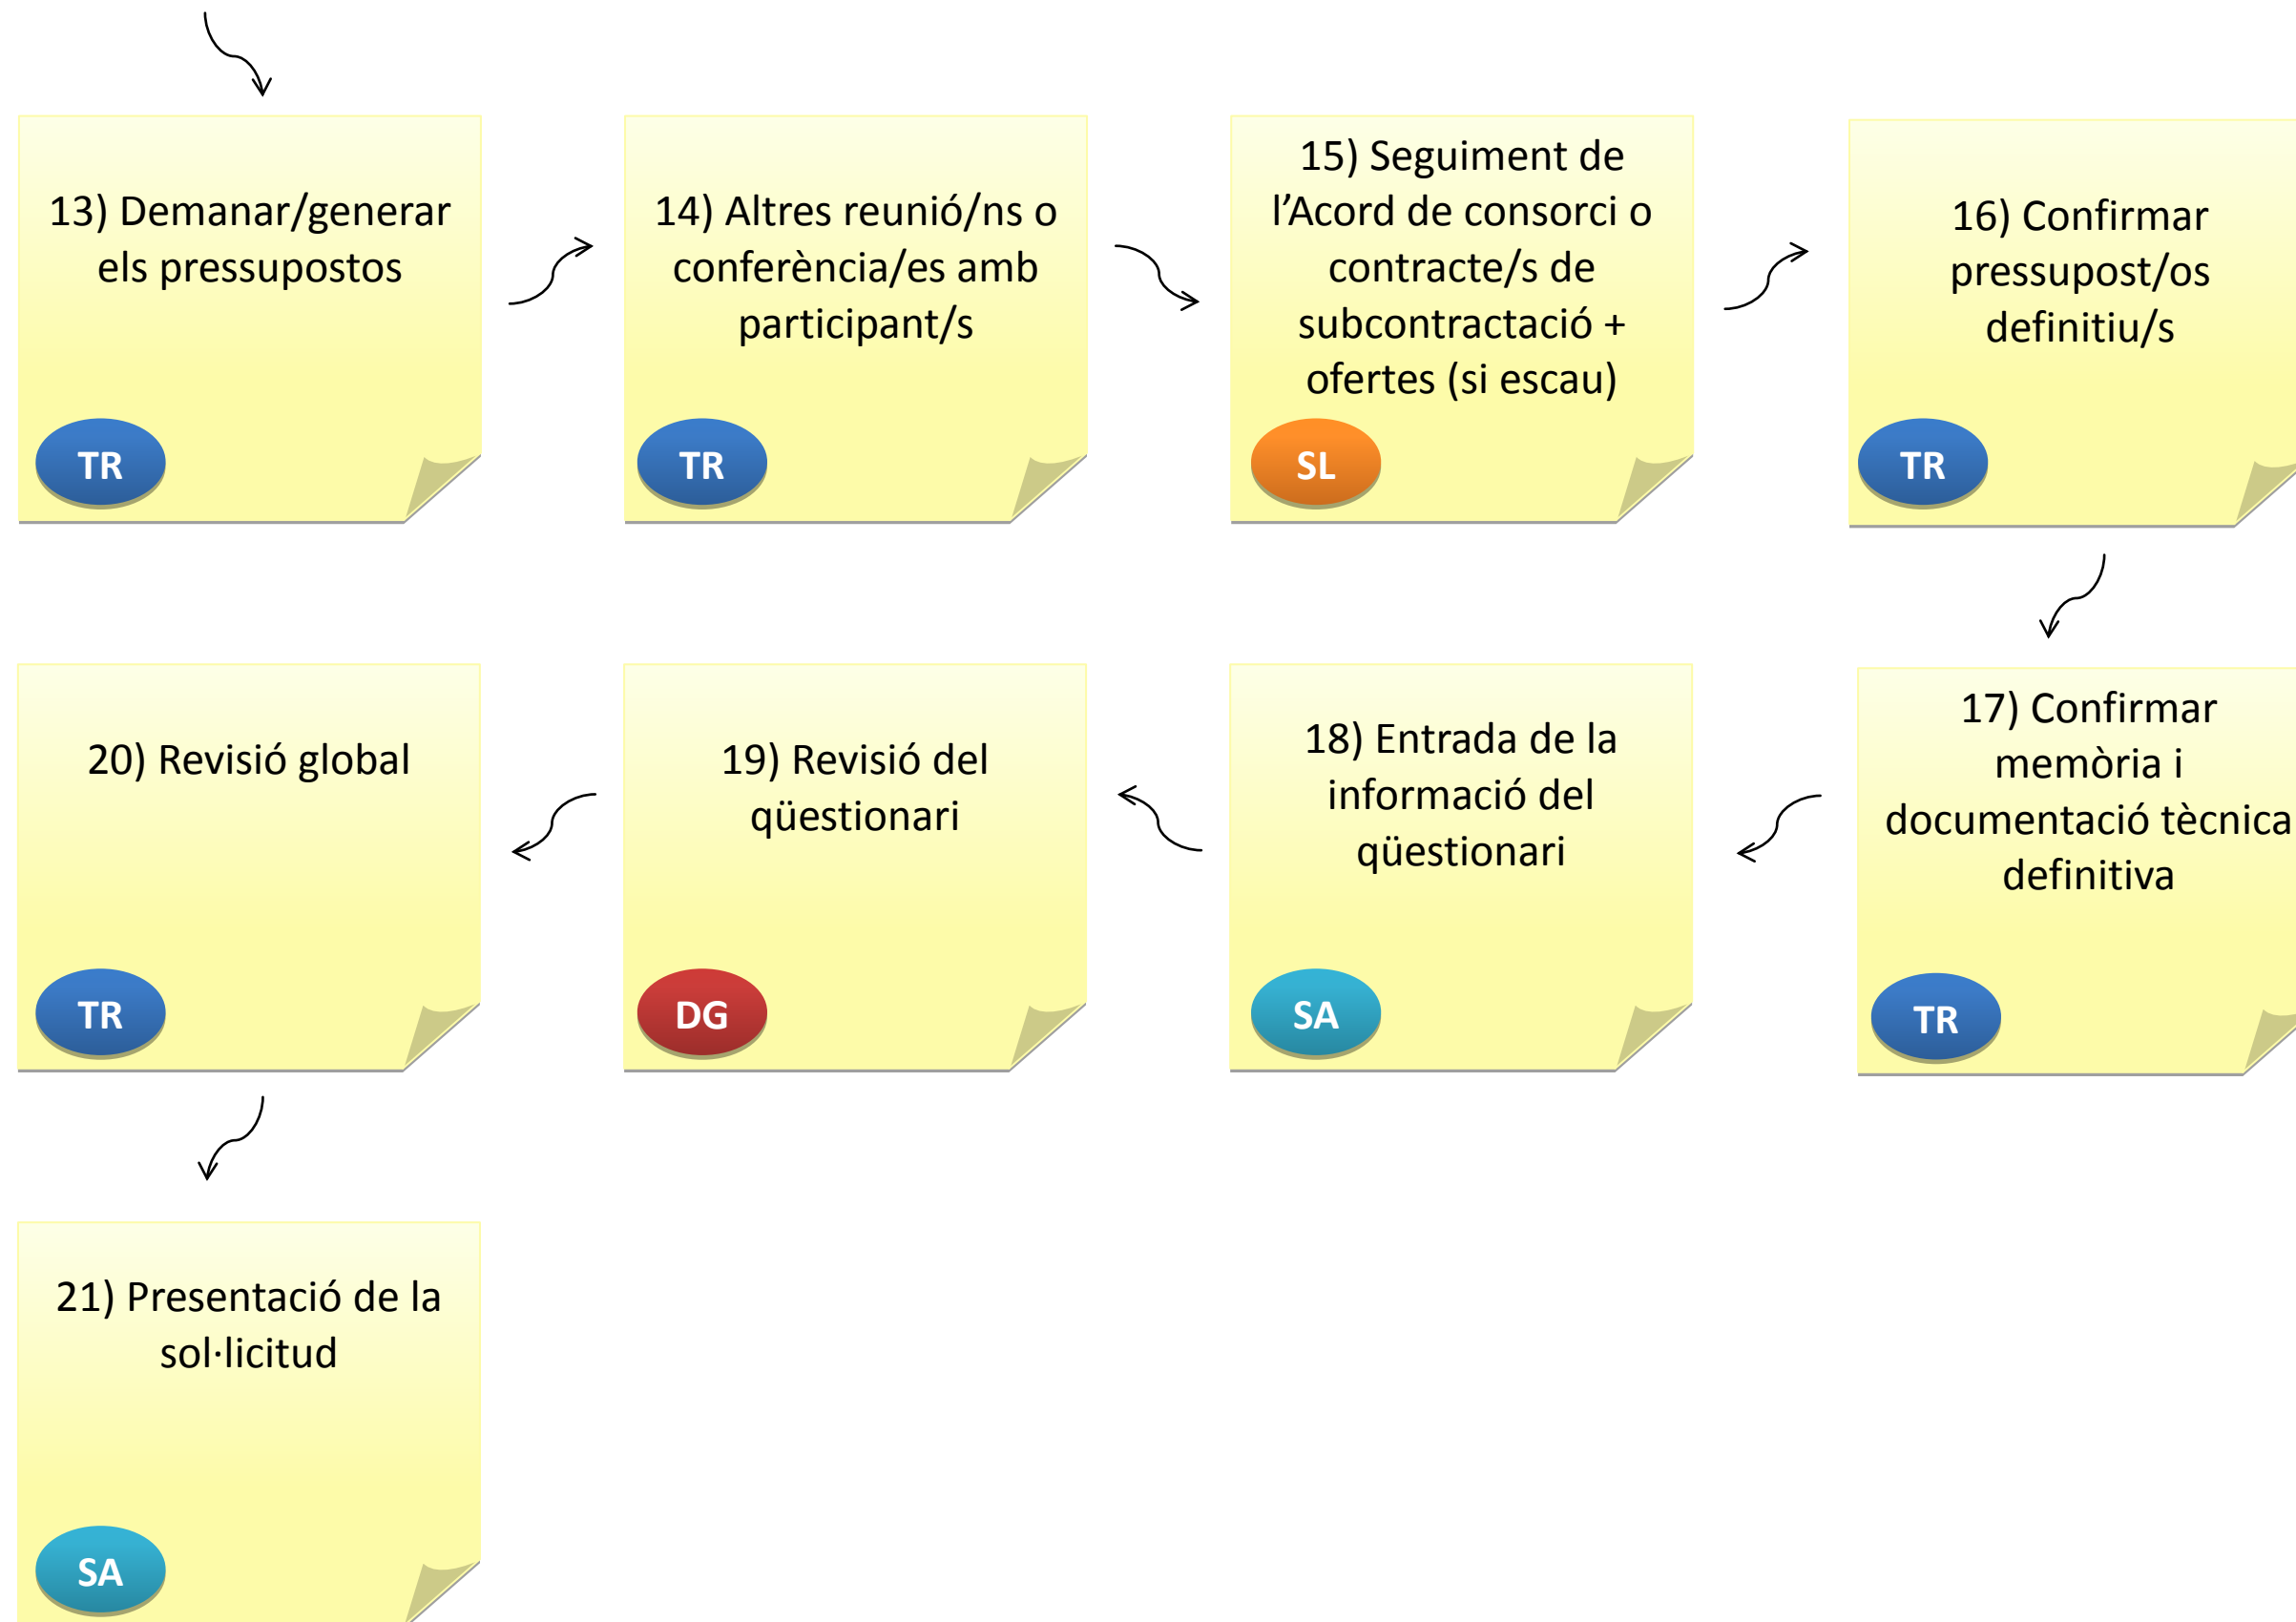 13) Demanar/generar
els pressupostos
TR
14) Altres reunió/ns o
conferència/es amb
participant/s
TR
15) Seguiment de
l’Acord de consorci o
contracte/s de
subcontractació +
ofertes (si escau)
SL
16) Confirmar
pressupost/os
definitiu/s
TR
17) Confirmar
memòria i
documentació tècnica
definitiva
TR
18) Entrada de la
informació del
qüestionari
SA
19) Revisió del
qüestionari
DG
20) Revisió global
TR
21) Presentació de la
sol·licitud
SA